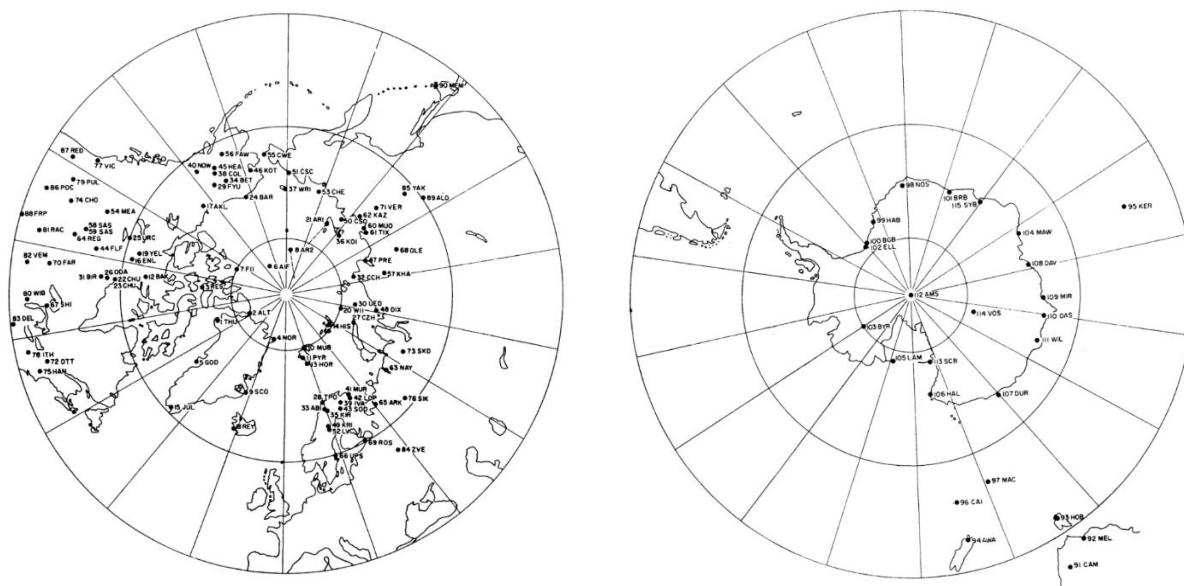 90 MEM
87 RED
77 VIC
56 FAW
55 CWE
40 NOW
45 HEA
38 COL
46 KOT
34 BET
29 FYU
51 CSC
37 WRI
53 CHE
24 BAR
85 YAK
89 ALD
79 PUL
86 POC
74 CHO
54 MEA
17 AKL
71 VER
62 KAZ
50 CSO
60 MUO
61 TIX
21 ARI
36 KOI
88 FRP
81 RAC
58 SAS
59 SAS
64 REG
25 URC
44 FLF
19 YEL
16 ENL
8 AR2
68 OLE
47 PRE
82 VEM
70 FAR
7 FII
6 AIF
57 KHA
32 CCH
31 BIR
26 ODA
22 CHU
23 CHU
12 BAK
3 RES
80 WIB
67 SHI
30 UED
20 WII
48 DIX
27 CZH
83 DEL
1 THU
2 ALT
14 HIS
4 NOR
78 ITH
72 OTT
75 HAN
5 GOD
10 MUB
11 PYR
13 HOR
73 SKD
63 NAY
9 SCO
15 JUL
41 MUR
28 TPO
42 LOP
39 IVA
33 ABI
43 SOD
35 KIR
65 ARK
76 SIK
49 KRI
52 LV
18 REY
69 ROS
84 ZVE
66 UPS
98 NOS
101 BRB
115 SYB
95 KER
99 HAB
104 MAW
100 BGB
102 ELL
108 DAV
112 AMS
109 MIR
114 VOS
110 OAS
103 BYR
111 WIL
105 LAM
113 SCB
106 HAL
107 DUR
97 MAC
96 CAI
93 HOB
94 AWA
92 MEL
91 CAM